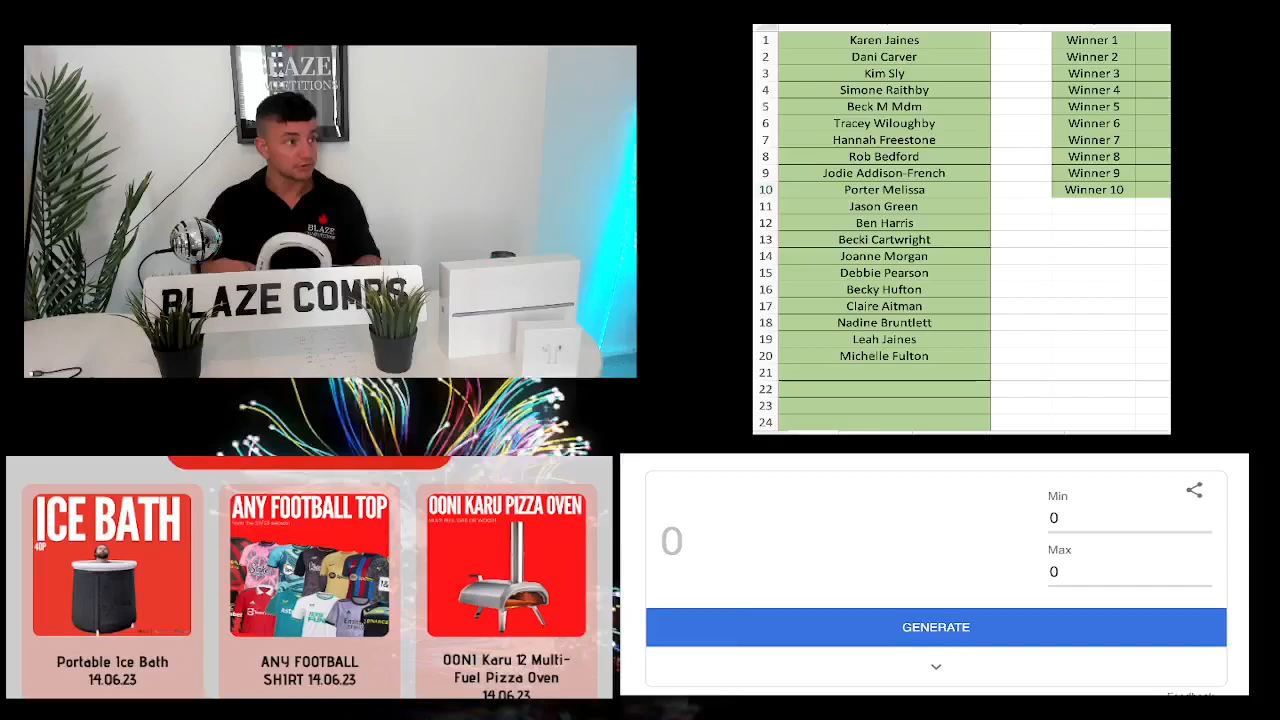 BLAZE
COMPETITIONS
BLAZE
BLAZE COMPS
1 Karen Jaines Winner 1
2 Dani Carver Winner 2
3 Kim Sly Winner 3
4 Simone Raithby Winner 4
5 Beck M Mdm Winner 5
6 Tracey Wiloughby Winner 6
7 Hannah Freestone Winner 7
8 Rob Bedford Winner 8
9 Jodie Addison-French Winner 9
10 Porter Melissa Winner 10
11 Jason Green
12 Ben Harris
13 Becki Cartwright
14 Joanne Morgan
15 Debbie Pearson
16 Becky Hufton
17 Claire Aitman
18 Nadine Bruntlett
19 Leah Jaines
20 Michelle Fulton
21
22
23
24
ICE BATH
40P
Portable Ice Bath
14.06.23
ANY FOOTBALL TOP
ANY FOOTBALL
SHIRT 14.06.23
OONI KARU PIZZA OVEN
OONI Karu 12 Multi-
Fuel Pizza Oven
14.06.23
0
Min
0
Max
0
GENERATE
Feedback